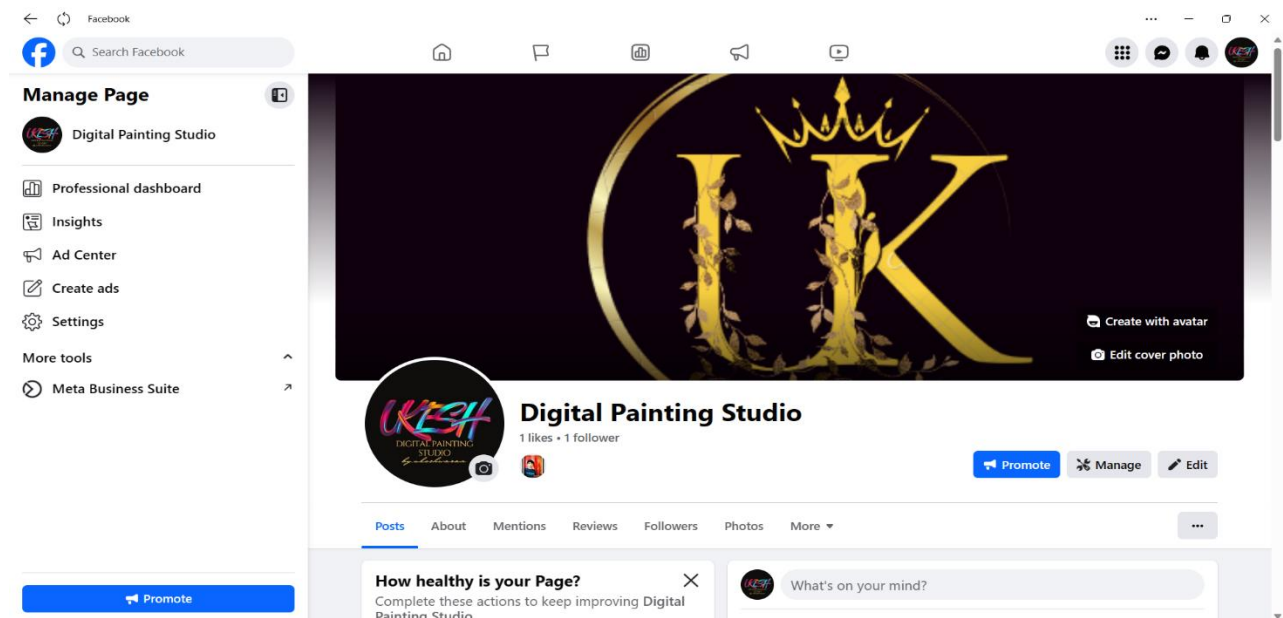 Facebook
Search Facebook
Manage Page
Digital Painting Studio
Professional dashboard
Insights
Ad Center
Create ads
Settings
More tools
Meta Business Suite
Promote
UK
Create with avatar
Edit cover photo
UKESH
DIGITAL PAINTING
STUDIO
Digital Painting Studio
1 likes • 1 follower
Promote
Manage
Edit
Posts
About
Mentions
Reviews
Followers
Photos
More
How healthy is your Page?
Complete these actions to keep improving Digital
Painting Studio
What's on your mind?